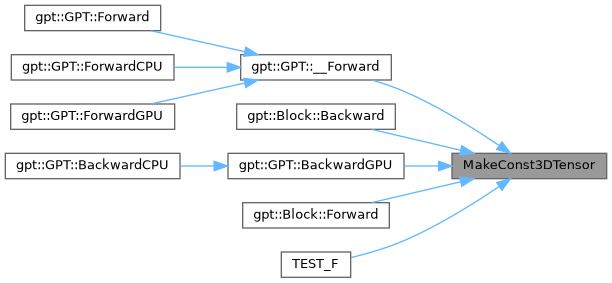 gpt::GPT::Forward
gpt::GPT::ForwardCPU
gpt::GPT::__Forward
gpt::GPT::ForwardGPU
gpt::Block::Backward
gpt::GPT::BackwardCPU
gpt::GPT::BackwardGPU
MakeConst3DTensor
gpt::Block::Forward
TEST_F